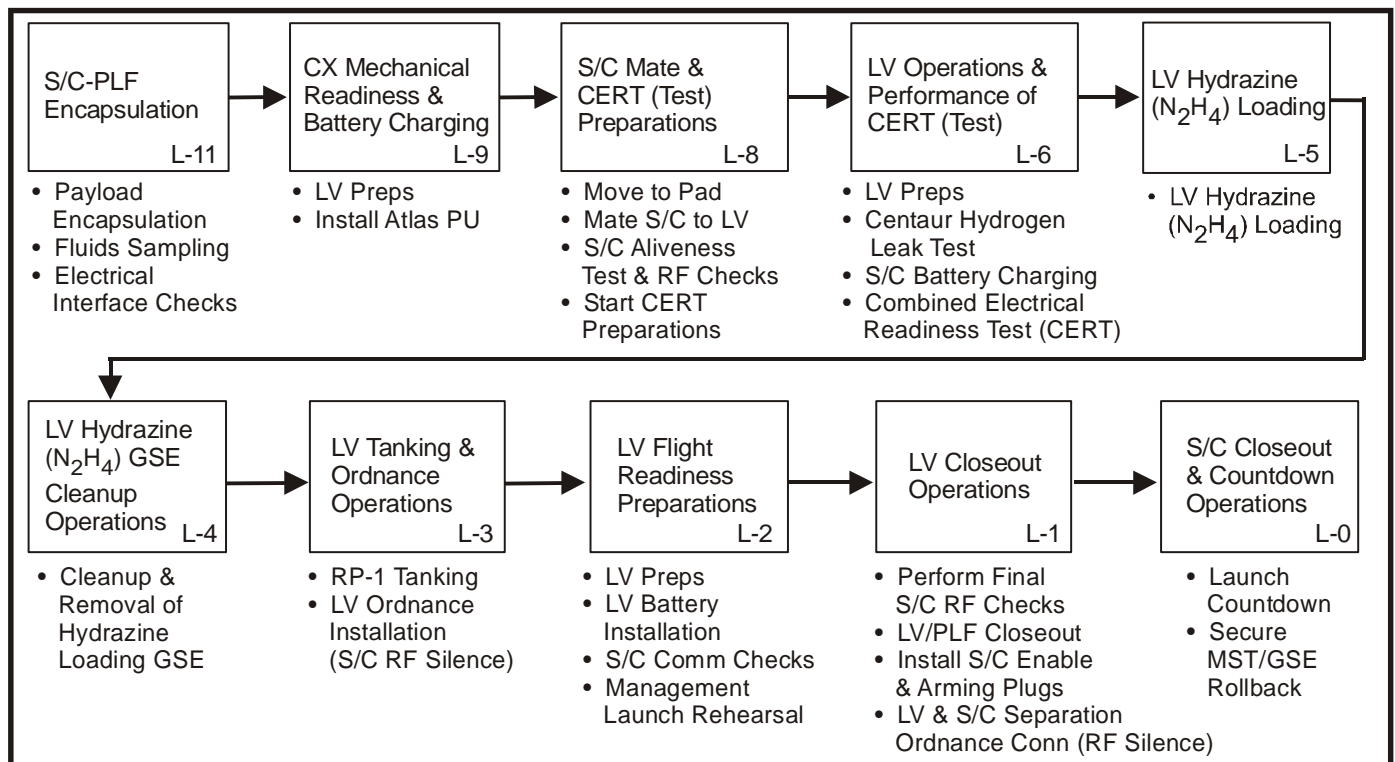 S/C-PLF
Encapsulation
L-11
• Payload
Encapsulation
• Fluids Sampling
• Electrical
Interface Checks
CX Mechanical
Readiness &
Battery Charging
L-9
• LV Preps
• Install Atlas PU
S/C Mate &
CERT (Test)
Preparations
L-8
• Move to Pad
• Mate S/C to LV
• S/C Aliveness
Test & RF Checks
• Start CERT
Preparations
LV Operations &
Performance of
CERT (Test)
L-6
• LV Preps
• Centaur Hydrogen
Leak Test
• S/C Battery Charging
• Combined Electrical
Readiness Test (CERT)
LV Hydrazine
(N₂H₄) Loading
L-5
• LV Hydrazine
(N₂H₄) Loading
LV Hydrazine
(N₂H₄) GSE
Cleanup
Operations
L-4
• Cleanup &
Removal of
Hydrazine
Loading GSE
LV Tanking &
Ordnance
Operations
L-3
• RP-1 Tanking
• LV Ordnance
Installation
(S/C RF Silence)
LV Flight
Readiness
Preparations
L-2
• LV Preps
• LV Battery
Installation
• S/C Comm Checks
• Management
Launch Rehearsal
LV Closeout
Operations
L-1
• Perform Final
S/C RF Checks
• LV/PLF Closeout
• Install S/C Enable
& Arming Plugs
• LV & S/C Separation
Ordnance Conn (RF Silence)
S/C Closeout
& Countdown
Operations
L-0
• Launch
Countdown
• Secure
MST/GSE
Rollback